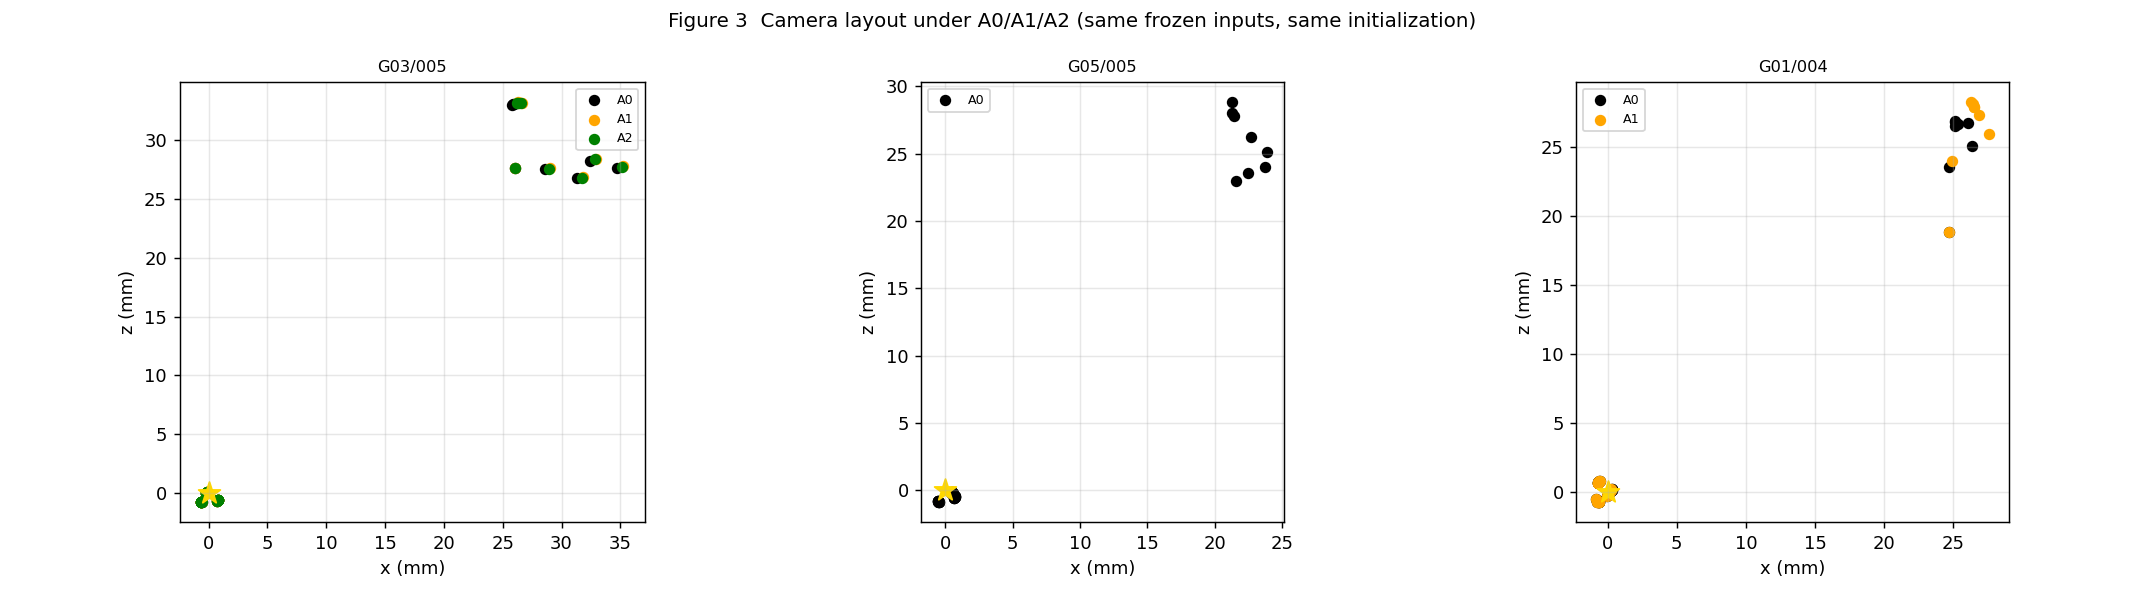 Figure 3  Camera layout under A0/A1/A2 (same frozen inputs, same initialization)
G03/005
A0
A1
A2
30
25
20
15
10
5
0
z (mm)
0 5 10 15 20 25 30 35
x (mm)
G05/005
A0
30
25
20
15
10
5
0
z (mm)
0 5 10 15 20 25
x (mm)
G01/004
A0
A1
25
20
15
10
5
0
z (mm)
0 5 10 15 20 25
x (mm)